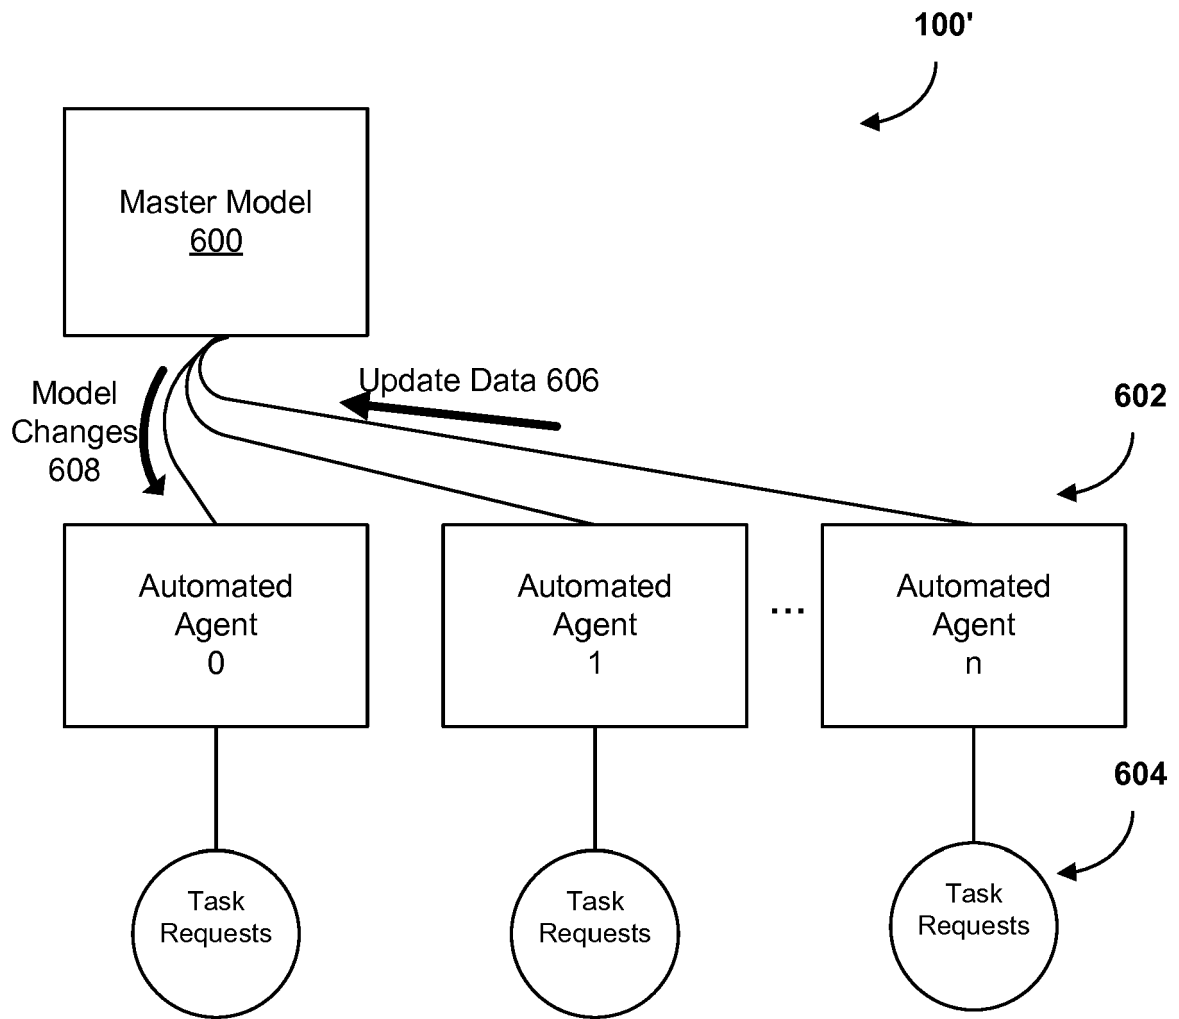 100'
Master Model
600
Update Data 606
Model
Changes
608
602
Automated
Agent
0
Automated
Agent
1
...
Automated
Agent
n
604
Task
Requests
Task
Requests
Task
Requests